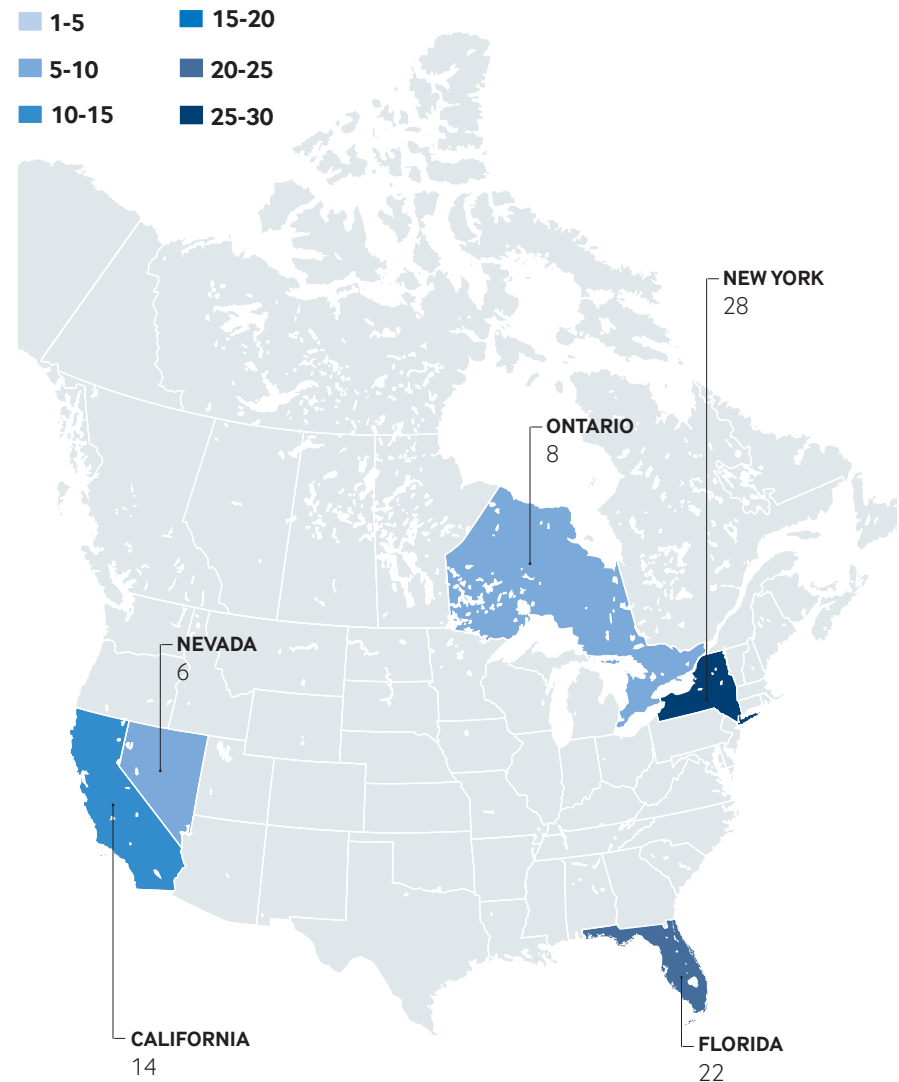 1-5
5-10
10-15
15-20
20-25
25-30
NEW YORK
28
ONTARIO
8
NEVADA
6
CALIFORNIA
14
FLORIDA
22